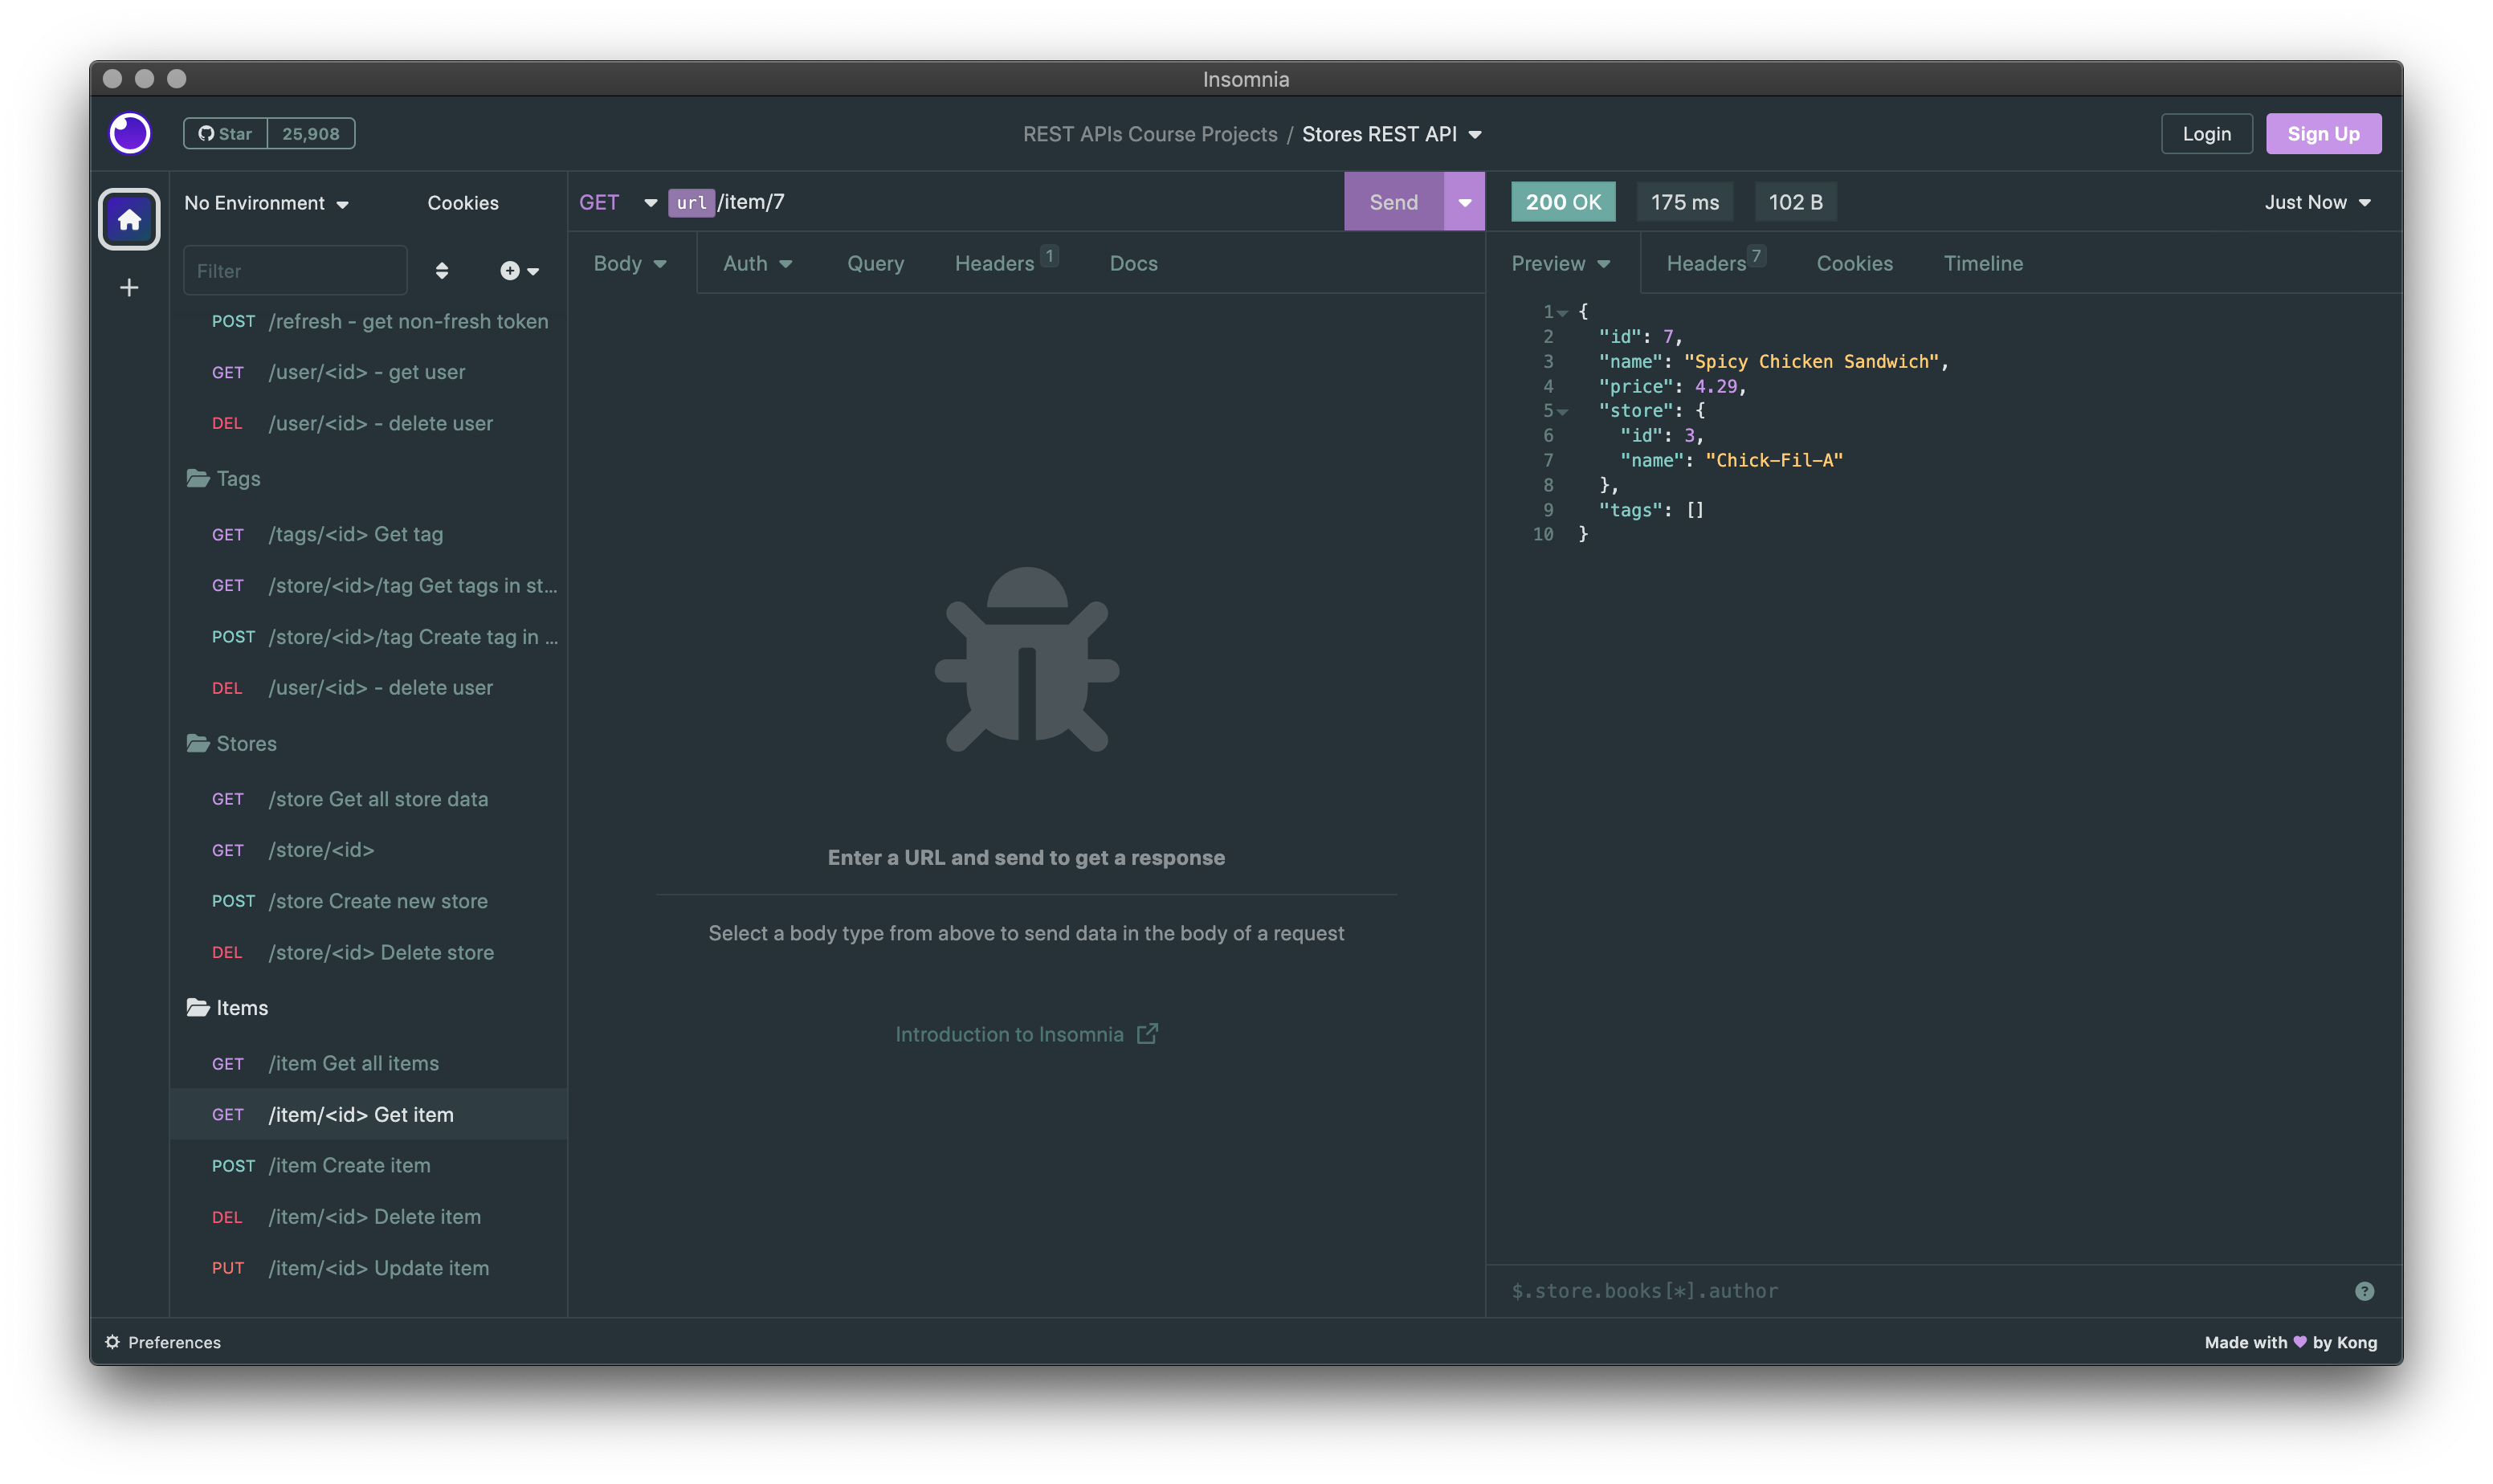 Insomnia
Star 25,908
REST APIs Course Projects / Stores REST API
Login
Sign Up
No Environment
Cookies
Filter
POST /refresh - get non-fresh token
GET /user/<id> - get user
DEL /user/<id> - delete user
Tags
GET /tags/<id> Get tag
GET /store/<id>/tag Get tags in st...
POST /store/<id>/tag Create tag in ...
DEL /user/<id> - delete user
Stores
GET /store Get all store data
GET /store/<id>
POST /store Create new store
DEL /store/<id> Delete store
Items
GET /item Get all items
GET /item/<id> Get item
POST /item Create item
DEL /item/<id> Delete item
PUT /item/<id> Update item
GET url /item/7
Send
Body
Auth
Query
Headers 1
Docs
Enter a URL and send to get a response
Select a body type from above to send data in the body of a request
Introduction to Insomnia
200 OK
175 ms
102 B
Just Now
Preview
Headers 7
Cookies
Timeline
1 {
2 "id": 7,
3 "name": "Spicy Chicken Sandwich",
4 "price": 4.29,
5 "store": {
6 "id": 3,
7 "name": "Chick-Fil-A"
8 },
9 "tags": []
10 }
$.store.books[*].author
?
Preferences
Made with ♥ by Kong